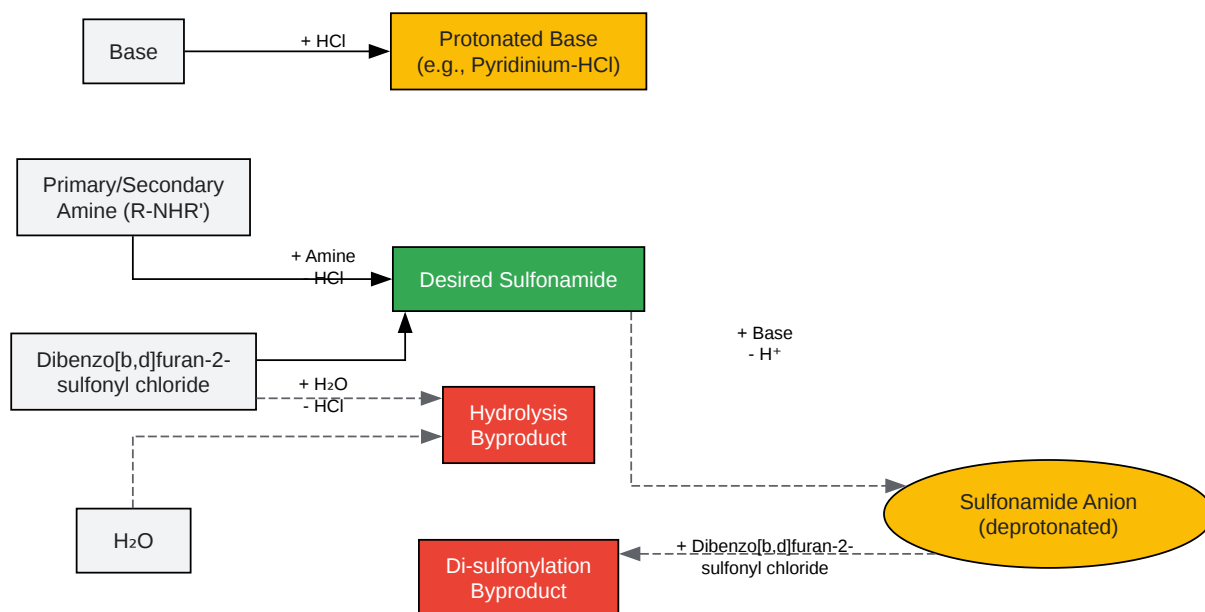 Base
+ HCl
Protonated Base
(e.g., Pyridinium-HCl)
Primary/Secondary
Amine (R-NHR')
+ Amine
- HCl
Desired Sulfonamide
Dibenzo[b,d]furan-2-
sulfonyl chloride
+ Base
- H⁺
+ H₂O
- HCl
Hydrolysis
Byproduct
H₂O
Sulfonamide Anion
(deprotonated)
+ Dibenzo[b,d]furan-2-
sulfonyl chloride
Di-sulfonylation
Byproduct